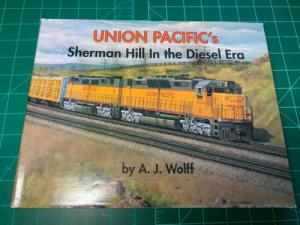 UNION PACIFIC's
Sherman Hill In the Diesel Era
by A. J. Wolff